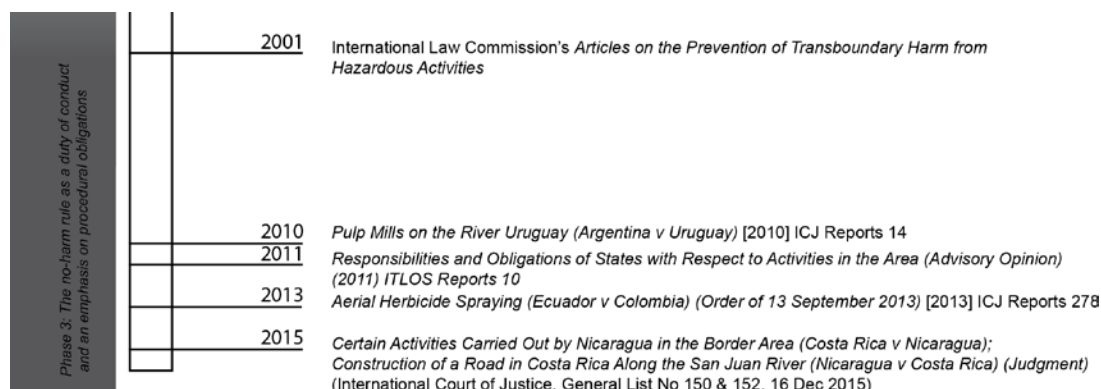 Phase 3: The no-harm rule as a duty of conduct
and an emphasis on procedural obligations
2001
International Law Commission's Articles on the Prevention of Transboundary Harm from
Hazardous Activities
2010
Pulp Mills on the River Uruguay (Argentina v Uruguay) [2010] ICJ Reports 14
2011
Responsibilities and Obligations of States with Respect to Activities in the Area (Advisory Opinion)
(2011) ITLOS Reports 10
2013
Aerial Herbicide Spraying (Ecuador v Colombia) (Order of 13 September 2013) [2013] ICJ Reports 278
2015
Certain Activities Carried Out by Nicaragua in the Border Area (Costa Rica v Nicaragua);
Construction of a Road in Costa Rica Along the San Juan River (Nicaragua v Costa Rica) (Judgment)
(International Court of Justice, General List No 150 & 152, 16 Dec 2015)